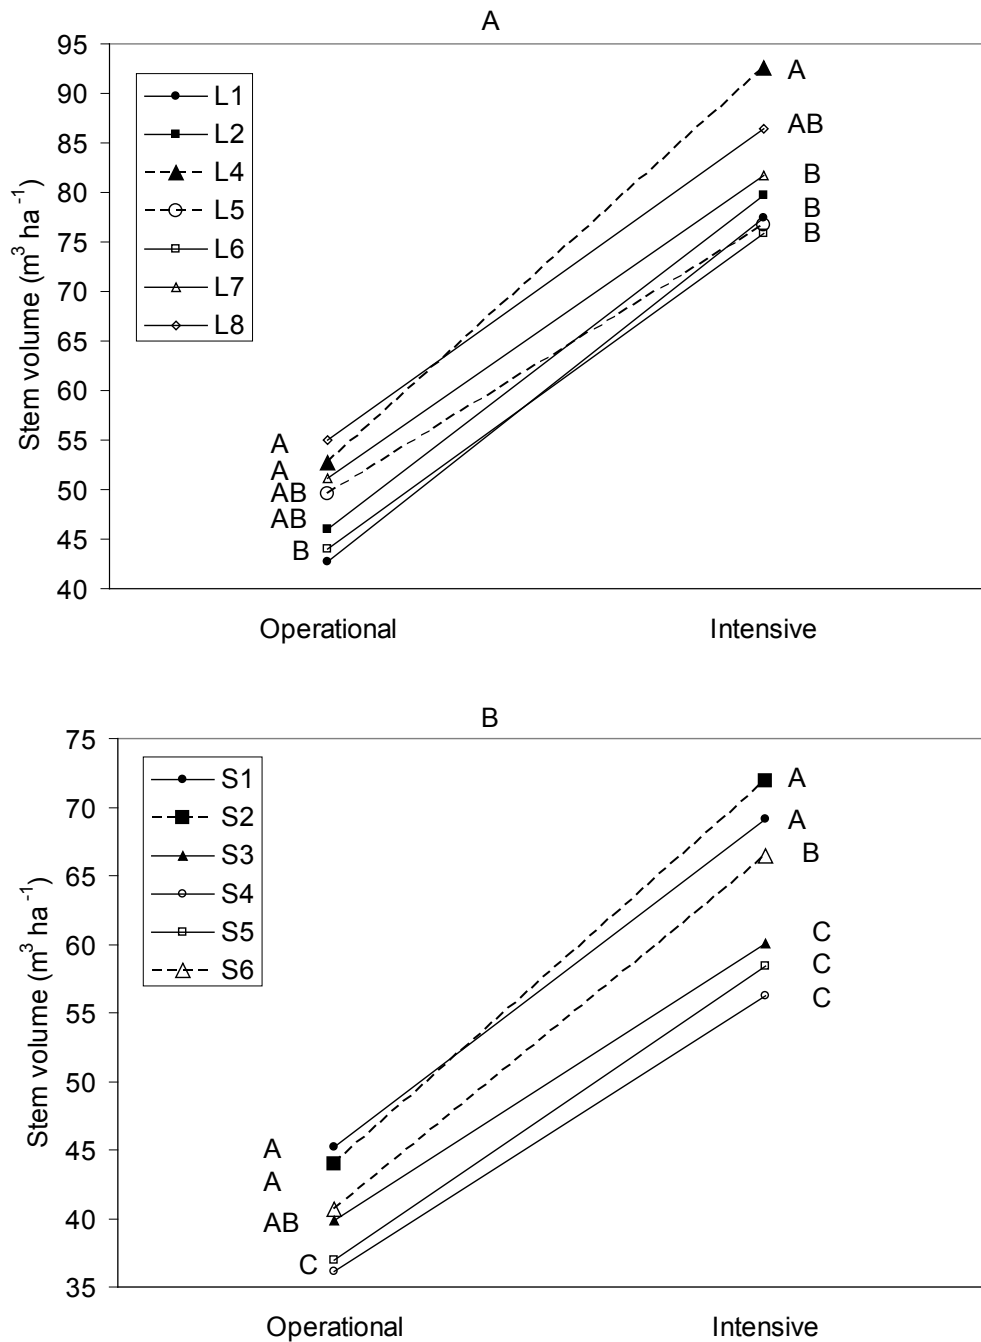 A
95
90
85
80
75
70
65
60
55
50
45
40
Stem volume (m³ ha⁻¹)
L1
L2
L4
L5
L6
L7
L8
A
AB
B
B
B
A
A
AB
AB
B
Operational Intensive
B
75
70
65
60
55
50
45
40
35
Stem volume (m³ ha⁻¹)
S1
S2
S3
S4
S5
S6
A
A
B
C
C
C
A
A
AB
C
Operational Intensive